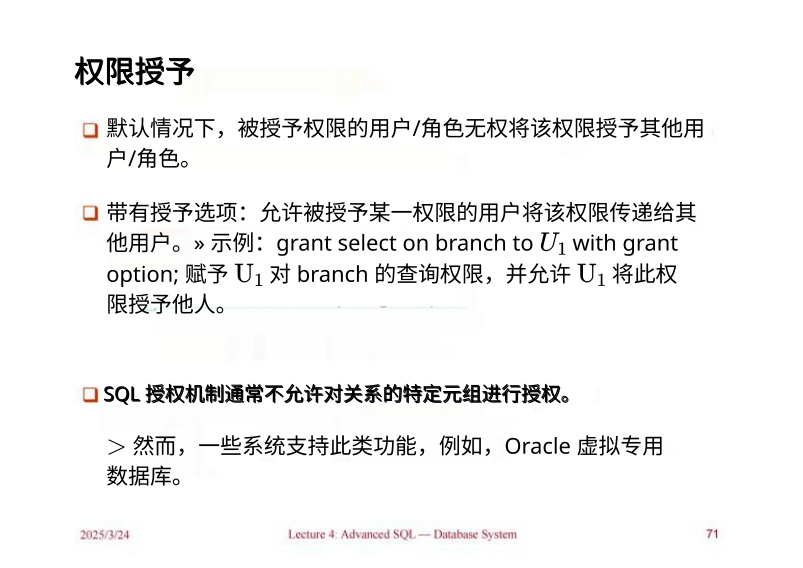 权限授予
默认情况下，被授予权限的用户/角色无权将该权限授予其他用
户/角色。
带有授予选项：允许被授予某一权限的用户将该权限传递给其
他用户。» 示例：grant select on branch to U₁ with grant
option; 赋予 U₁ 对 branch 的查询权限，并允许 U₁ 将此权
限授予他人。
SQL 授权机制通常不允许对关系的特定元组进行授权。
> 然而，一些系统支持此类功能，例如，Oracle 虚拟专用
数据库。
2025/3/24 Lecture 4: Advanced SQL — Database System 71